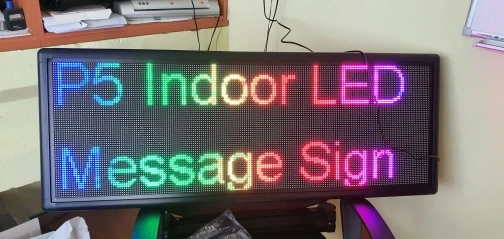 P5 Indoor LED
Message Sign